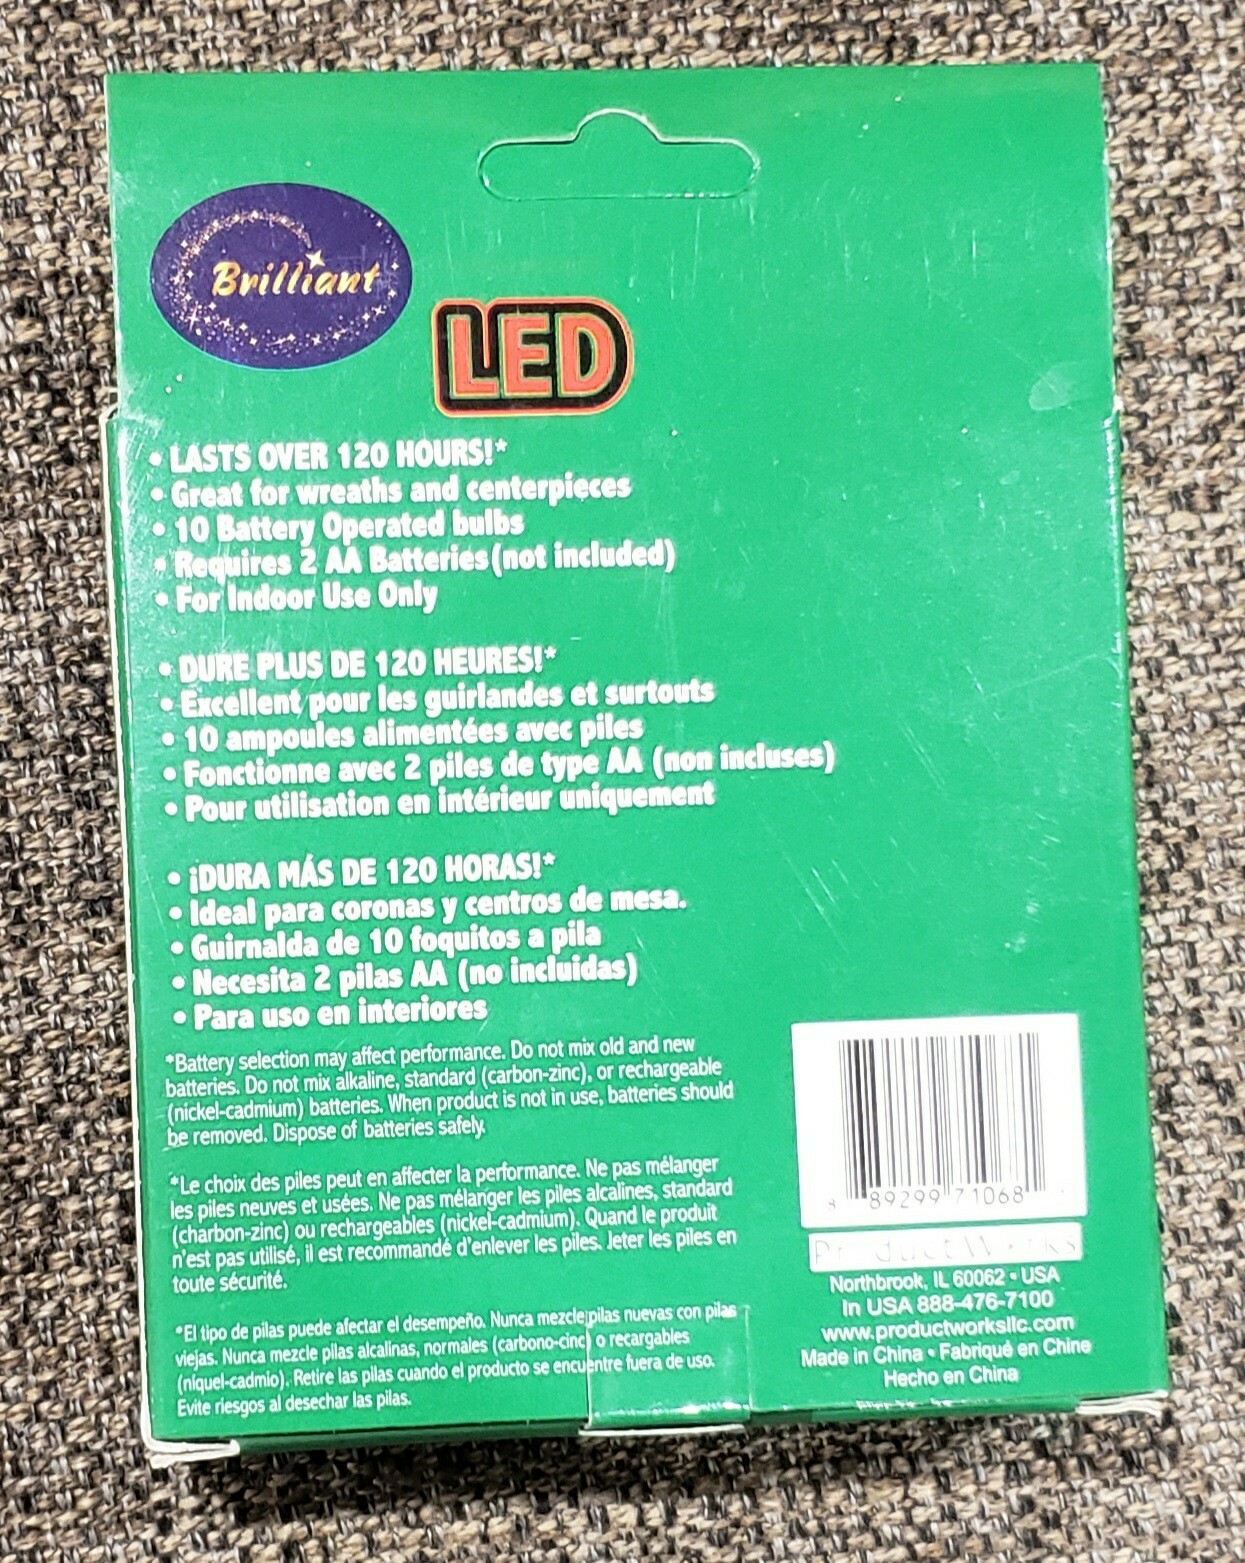 Brilliant
LED
• LASTS OVER 120 HOURS!*
• Great for wreaths and centerpieces
• 10 Battery Operated bulbs
• Requires 2 AA Batteries (not included)
• For Indoor Use Only
• DURE PLUS DE 120 HEURES!*
• Excellent pour les guirlandes et surtouts
• 10 ampoules alimentées avec piles
• Fonctionne avec 2 piles de type AA (non incluses)
• Pour utilisation en intérieur uniquement
• ¡DURA MÁS DE 120 HORAS!*
• Ideal para coronas y centros de mesa.
• Guirnalda de 10 foquitos a pila
• Necesita 2 pilas AA (no incluidas)
• Para uso en interiores
*Battery selection may affect performance. Do not mix old and new
batteries. Do not mix alkaline, standard (carbon-zinc), or rechargeable
(nickel-cadmium) batteries. When product is not in use, batteries should
be removed. Dispose of batteries safely.
*Le choix des piles peut en affecter la performance. Ne pas mélanger
les piles neuves et usées. Ne pas mélanger les piles alcalines, standard
(charbon-zinc) ou rechargeables (nickel-cadmium). Quand le produit
n'est pas utilisé, il est recommandé d'enlever les piles. Jeter les piles en
toute sécurité.
*El tipo de pilas puede afectar el desempeño. Nunca mezcle pilas nuevas con pilas
viejas. Nunca mezcle pilas alcalinas, normales (carbono-cinc) o recargables
(níquel-cadmio). Retire las pilas cuando el producto se encuentre fuera de uso.
Evite riesgos al desechar las pilas.
89299 71068
ProductWorks
Northbrook, IL 60062 • USA
In USA 888-476-7100
www.productworksllc.com
Made in China • Fabriqué en Chine
Hecho en China